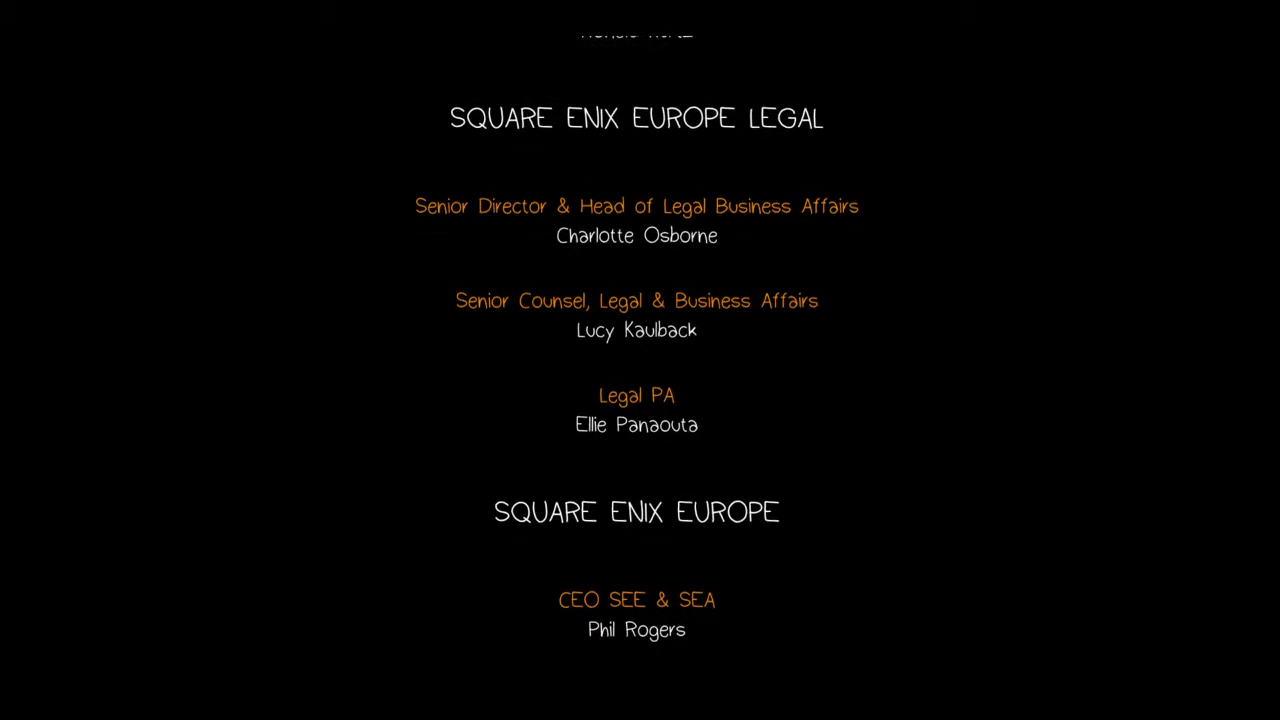 SQUARE ENIX EUROPE LEGAL
Senior Director & Head of Legal Business Affairs
Charlotte Osborne
Senior Counsel, Legal & Business Affairs
Lucy Kaulback
Legal PA
Ellie Panaouta
SQUARE ENIX EUROPE
CEO SEE & SEA
Phil Rogers